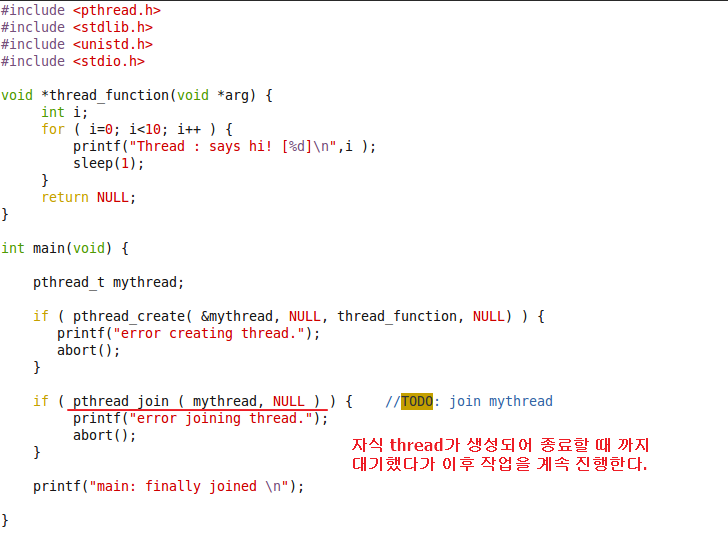 #include <pthread.h>
#include <stdlib.h>
#include <unistd.h>
#include <stdio.h>
void *thread_function(void *arg) {
int i;
for ( i=0; i<10; i++ ) {
printf("Thread : says hi! [%d]\n",i );
sleep(1);
}
return NULL;
}
int main(void) {
pthread_t mythread;
if ( pthread_create( &mythread, NULL, thread_function, NULL) ) {
printf("error creating thread.");
abort();
}
if ( pthread_join ( mythread, NULL ) ) { //TODO: join mythread
printf("error joining thread.");
abort();
}
자식 thread가 생성되어 종료할 때 까지
대기했다가 이후 작업을 계속 진행한다.
printf("main: finally joined \n");
}